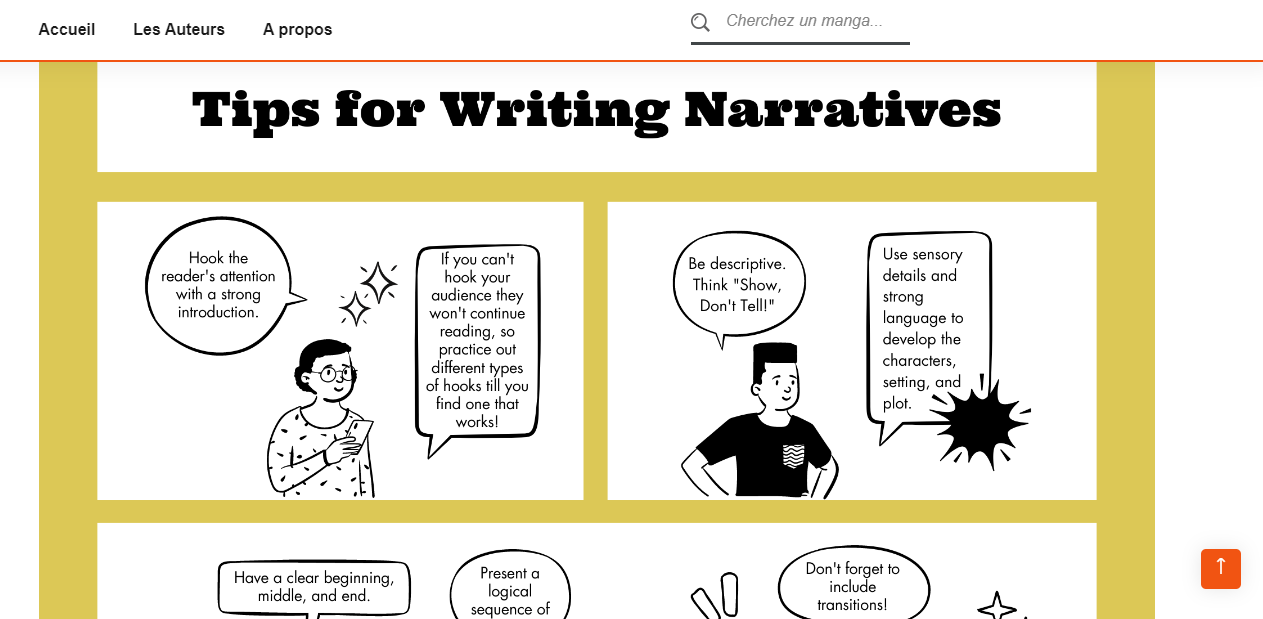 Accueil Les Auteurs A propos Cherchez un manga...
Tips for Writing Narratives
Hook the
reader's attention
with a strong
introduction.
If you can't
hook your
audience they
won't continue
reading, so
practice out
different types
of hooks till you
find one that
works!
Be descriptive.
Think "Show,
Don't Tell!"
Use sensory
details and
strong
language to
develop the
characters,
setting, and
plot.
Have a clear beginning,
middle, and end.
Present a
logical
sequence of
Don't forget to
include
transitions!